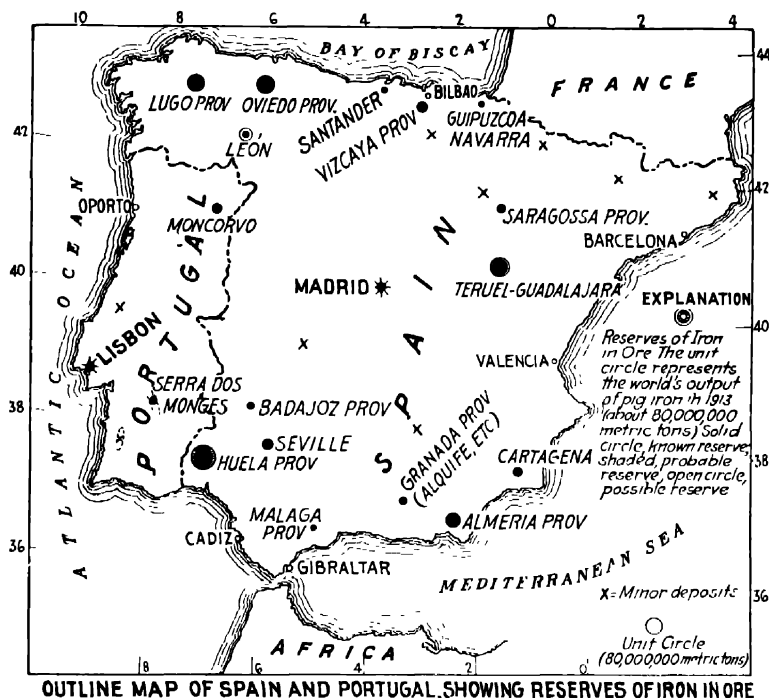 10 8 6 4 2 0 2 4
BAY OF BISCAY
44
FRANCE
BILBAO
LUGO PROV
OVIEDO PROV.
SANTANDER
VIZCAYA PROV
GUIPUZCOA-
NAVARRA
42
LEÓN
OPORTO
MONCORVO
SARAGOSSA PROV.
42
BARCELONA
ATLANTIC OCEAN
PORTUGAL
SPAIN
MADRID
TERUEL-GUADALAJARA
40
EXPLANATION
40
Reserves of Iron
in Ore The unit
circle represents
the world's output
of pig iron in 1913
(about 80,000,000
metric tons) Solid
circle, known reserve,
shaded, probable
reserve, open circle,
possible reserve
LISBON
VALENCIA
SERRA DOS
MONGES
BADAJOZ PROV
38
SEVILLE
GRANADA PROV
(ALQUIFE, ETC)
CARTAGENA
HUELA PROV
38
MALAGA
PROV
ALMERIA PROV
CADIZ
36
GIBRALTAR
MEDITERRANEAN SEA
X=Minor deposits
36
AFRICA
Unit Circle
(80,000,000 metric tons)
8 6 4 2 0
OUTLINE MAP OF SPAIN AND PORTUGAL, SHOWING RESERVES OF IRON IN ORE